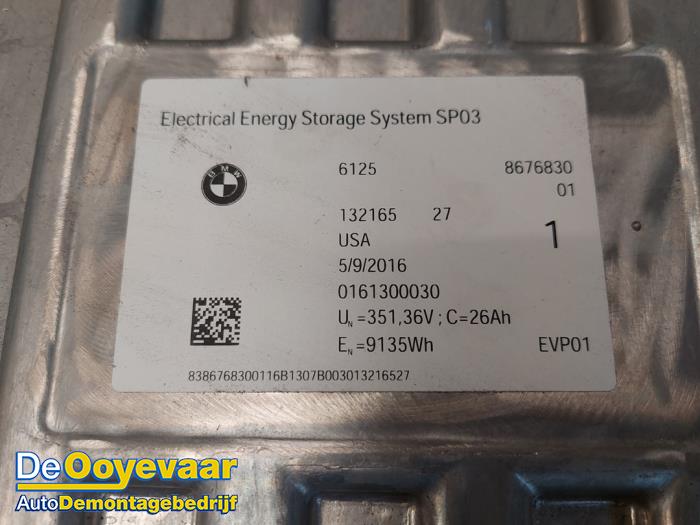 Electrical Energy Storage System SP03
BMW
6125 8676830
01
132165 27
USA 1
5/9/2016
0161300030
UN=351,36V; C=26Ah
EN=9135Wh EVP01
8386768300116B1307B003013216527
De Ooyevaar
AutoDemontagebedrijf